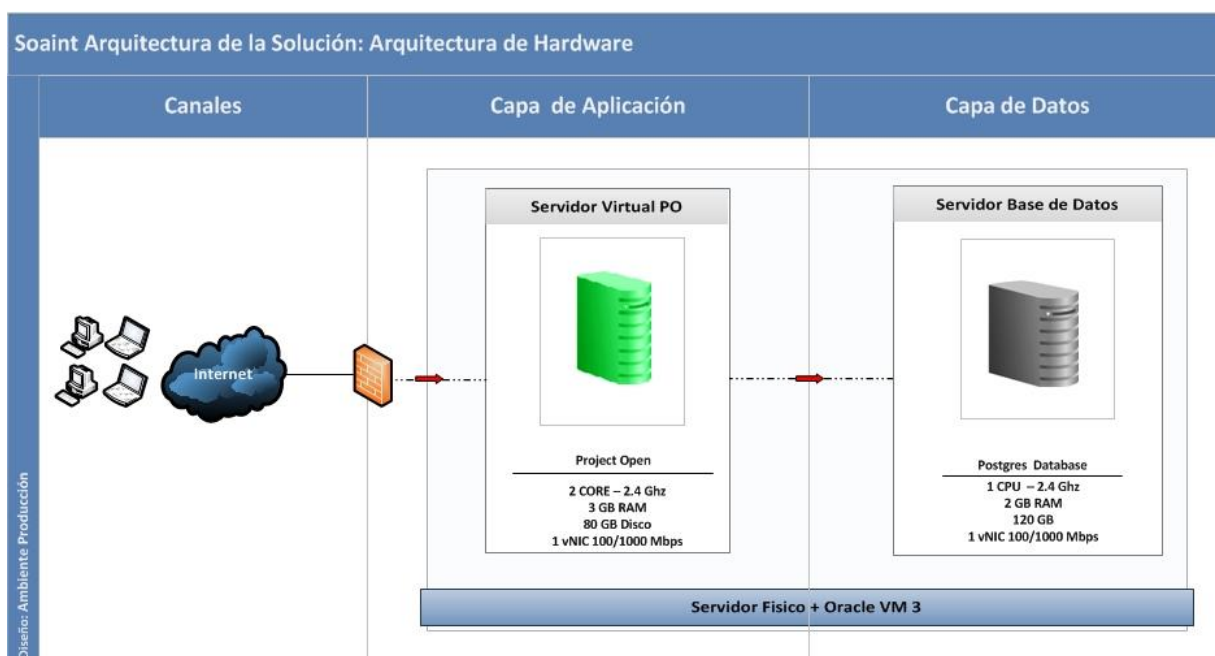 Soaint Arquitectura de la Solución: Arquitectura de Hardware
Canales
Capa de Aplicación
Capa de Datos
Servidor Virtual PO
Servidor Base de Datos
Internet
Project Open
2 CORE – 2.4 Ghz
3 GB RAM
80 GB Disco
1 vNIC 100/1000 Mbps
Postgres Database
1 CPU – 2.4 Ghz
2 GB RAM
120 GB
1 vNIC 100/1000 Mbps
Servidor Fisico + Oracle VM 3
Diseño: Ambiente Producción